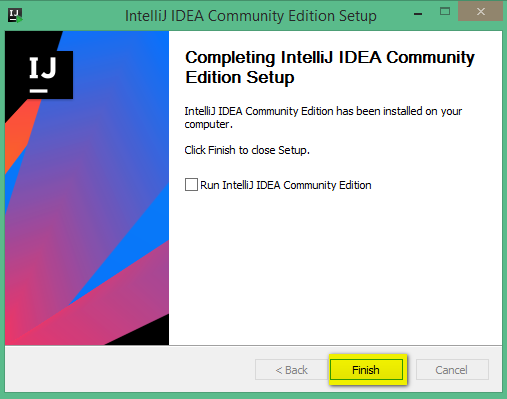 IntelliJ IDEA Community Edition Setup
IJ
Completing IntelliJ IDEA Community
Edition Setup
IntelliJ IDEA Community Edition has been installed on your
computer.
Click Finish to close Setup.
Run IntelliJ IDEA Community Edition
< Back
Finish
Cancel